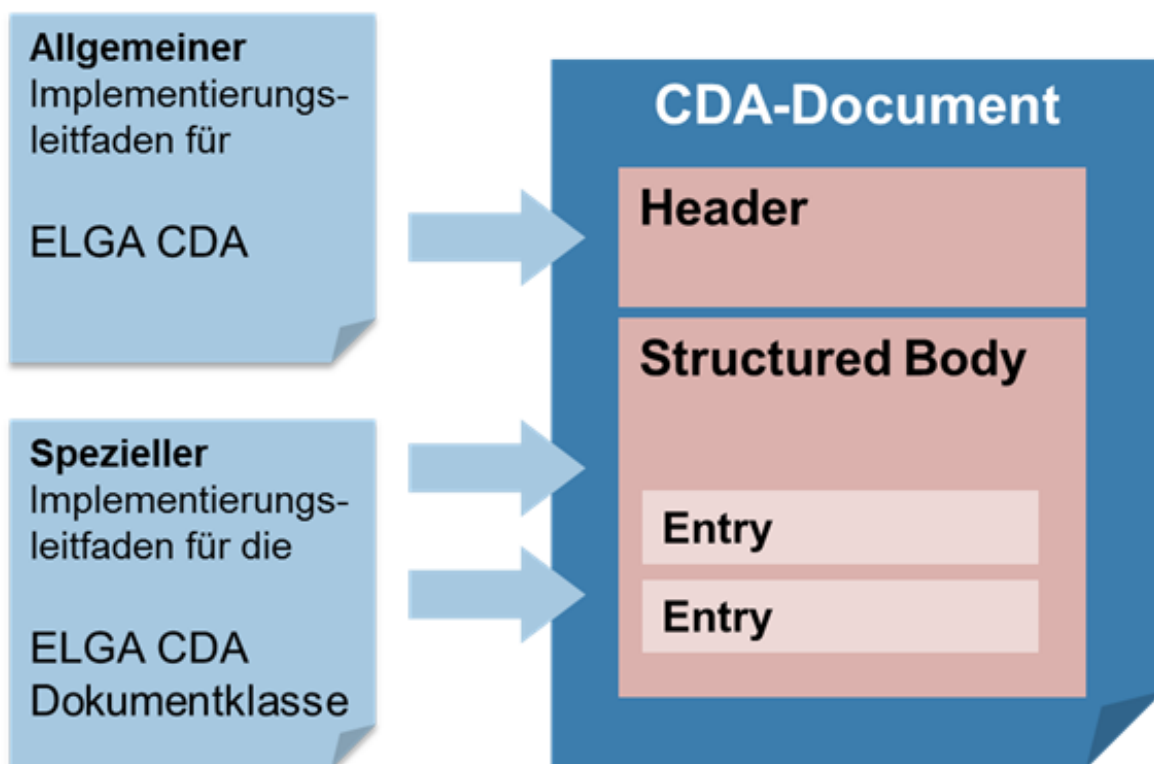 Allgemeiner
Implementierungs-
leitfaden für
ELGA CDA
Spezieller
Implementierungs-
leitfaden für die
ELGA CDA
Dokumentklasse
CDA-Document
Header
Structured Body
Entry
Entry